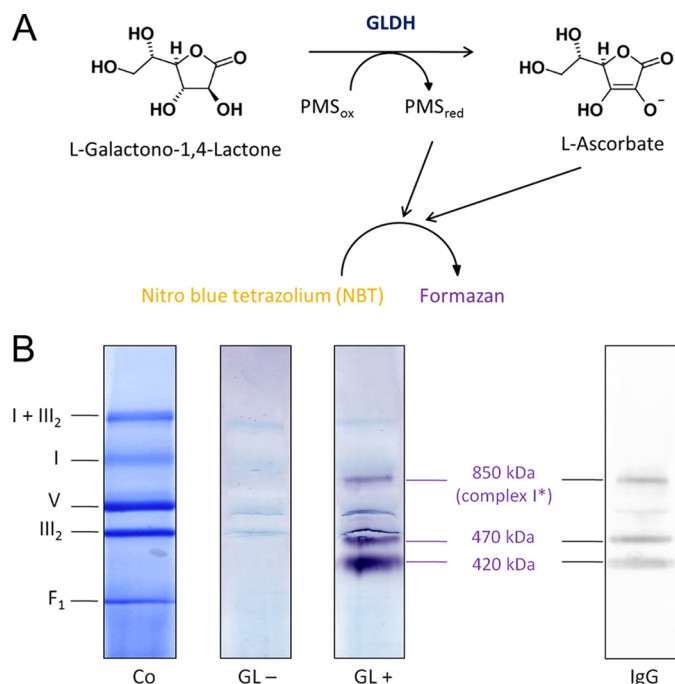 A
GLDH
HO
H
O
O
HO
HO
OH
PMSox
PMSred
L-Galactono-1,4-Lactone
HO
H
O
O
HO
HO
O−
L-Ascorbate
Nitro blue tetrazolium (NBT)
Formazan
B
I + III2
I
V
III2
F1
850 kDa
(complex I*)
470 kDa
420 kDa
Co
GL –
GL +
IgG